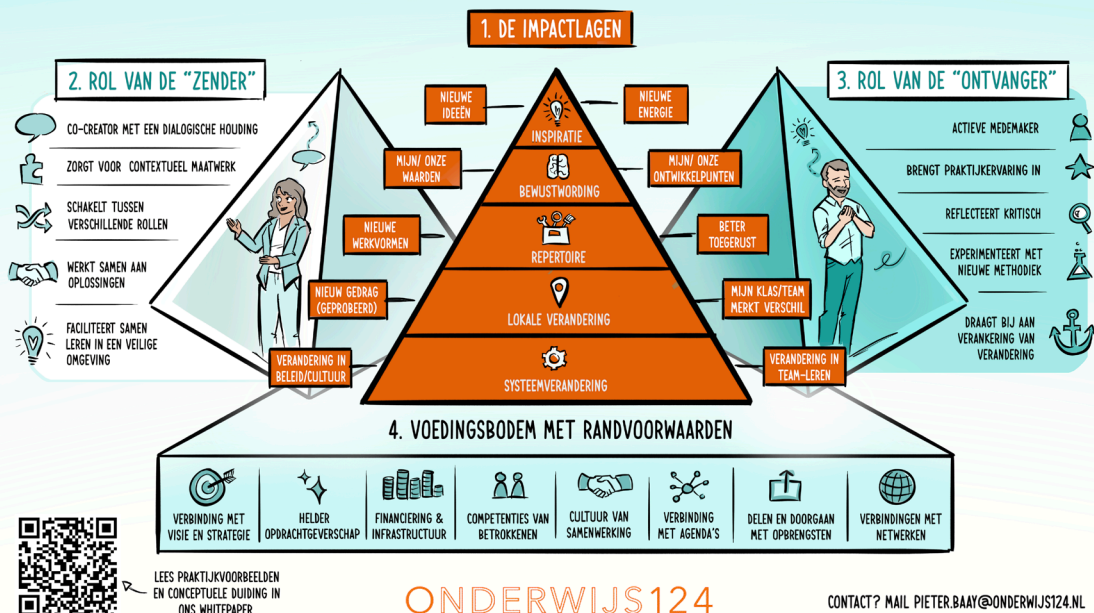 1. DE IMPACTLAGEN
2. ROL VAN DE "ZENDER"
CO-CREATOR MET EEN DIALOGISCHE HOUDING
ZORGT VOOR CONTEXTUEEL MAATWERK
SCHAKELT TUSSEN
VERSCHILLENDE ROLLEN
WERKT SAMEN AAN
OPLOSSINGEN
FACILITEERT SAMEN
LEREN IN EEN VEILIGE
OMGEVING
NIEUWE
IDEEËN
NIEUWE
ENERGIE
INSPIRATIE
MIJN/ ONZE
WAARDEN
MIJN/ ONZE
ONTWIKKELPUNTEN
BEWUSTWORDING
NIEUWE
WERKVORMEN
BETER
TOEGERUST
REPERTOIRE
NIEUW GEDRAG
(GEPROBEERD)
MIJN KLAS/TEAM
MERKT VERSCHIL
LOKALE VERANDERING
VERANDERING IN
BELEID/CULTUUR
VERANDERING IN
TEAM-LEREN
SYSTEEMVERANDERING
3. ROL VAN DE "ONTVANGER"
ACTIEVE MEDEMAKER
BRENGT PRAKTIJKERVARING IN
REFLECTEERT KRITISCH
EXPERIMENTEERT MET
NIEUWE METHODIEK
DRAAGT BIJ AAN
VERANKERING VAN
VERANDERING
4. VOEDINGSBODEM MET RANDVOORWAARDEN
VERBINDING MET
VISIE EN STRATEGIE
HELDER
OPDRACHTGEVERSCHAP
FINANCIERING &
INFRASTRUCTUUR
COMPETENTIES VAN
BETROKKENEN
CULTUUR VAN
SAMENWERKING
VERBINDING
MET AGENDA'S
DELEN EN DOORGAAN
MET OPBRENGSTEN
VERBINDINGEN MET
NETWERKEN
LEES PRAKTIJKVOORBEELDEN
EN CONCEPTUELE DUIDING IN
ONS WHITEPAPER
ONDERWIJS124
CONTACT? MAIL PIETER.BAAY@ONDERWIJS124.NL